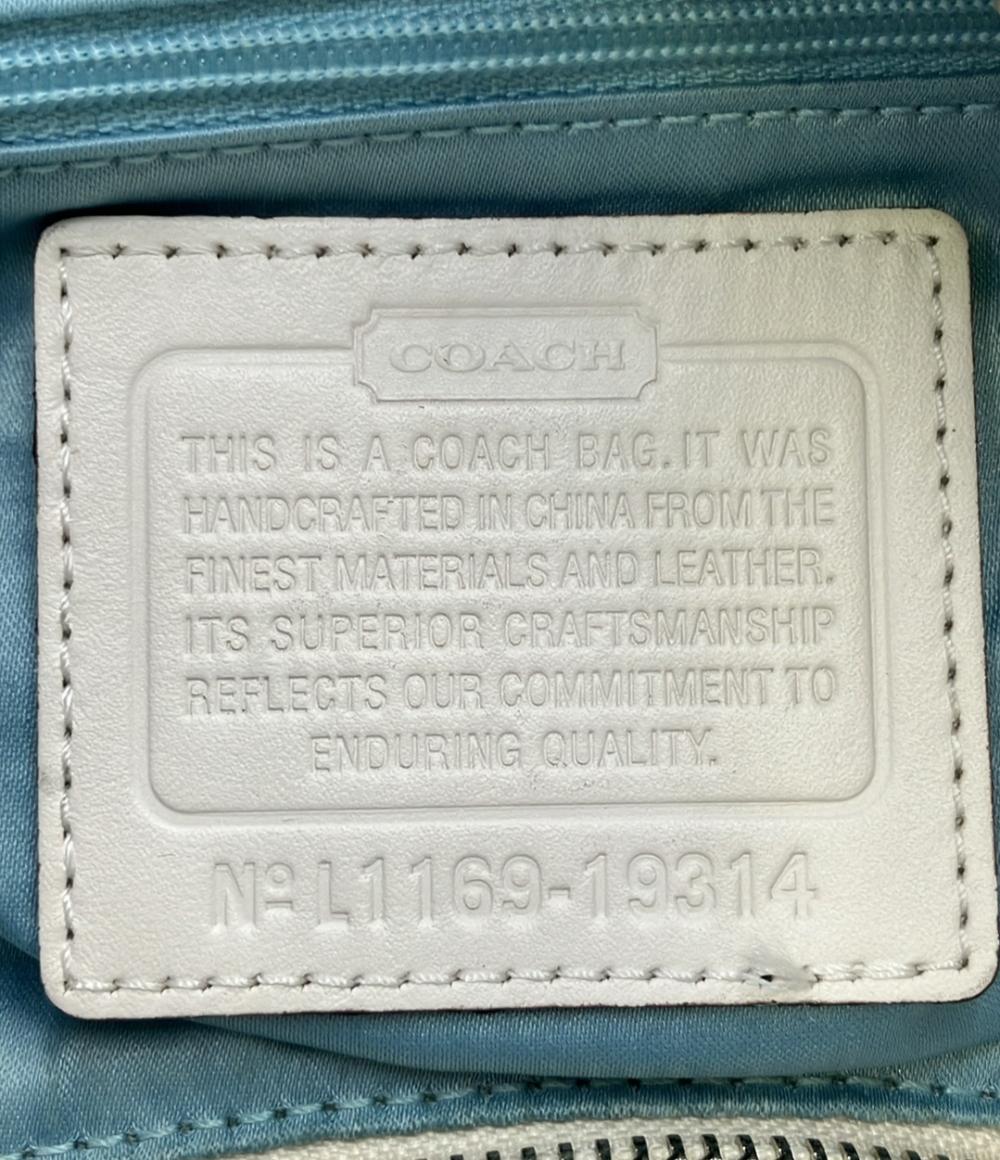 COACH
THIS IS A COACH BAG. IT WAS
HANDCRAFTED IN CHINA FROM THE
FINEST MATERIALS AND LEATHER.
ITS SUPERIOR CRAFTSMANSHIP
REFLECTS OUR COMMITMENT TO
ENDURING QUALITY.
Nº L1169-19314